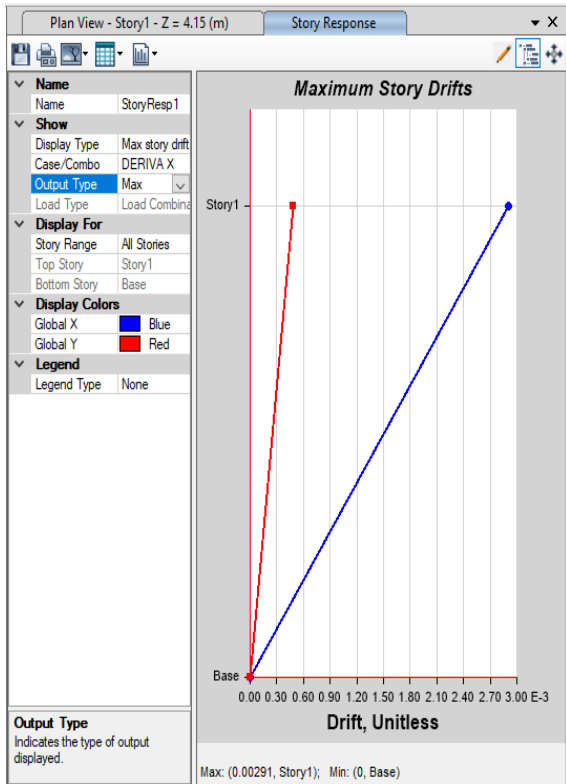 Plan View - Story1 - Z = 4.15 (m)
Story Response
Name
Name StoryResp1
Show
Display Type Max story drift
Case/Combo DERIVA X
Output Type Max
Load Type Load Combina
Display For
Story Range All Stories
Top Story Story1
Bottom Story Base
Display Colors
Global X Blue
Global Y Red
Legend
Legend Type None
Output Type
Indicates the type of output
displayed.
Maximum Story Drifts
Story1
Base
0.00 0.30 0.60 0.90 1.20 1.50 1.80 2.10 2.40 2.70 3.00 E-3
Drift, Unitless
Max: (0.00291, Story1); Min: (0, Base)